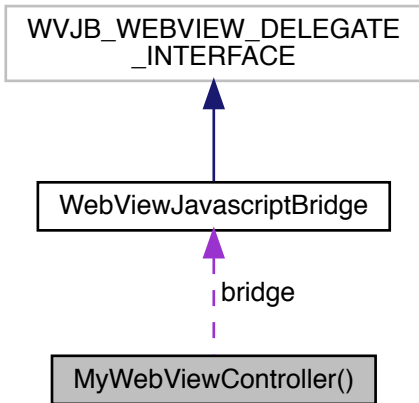 WVJB_WEBVIEW_DELEGATE
_INTERFACE
WebViewJavascriptBridge
bridge
MyWebViewController()